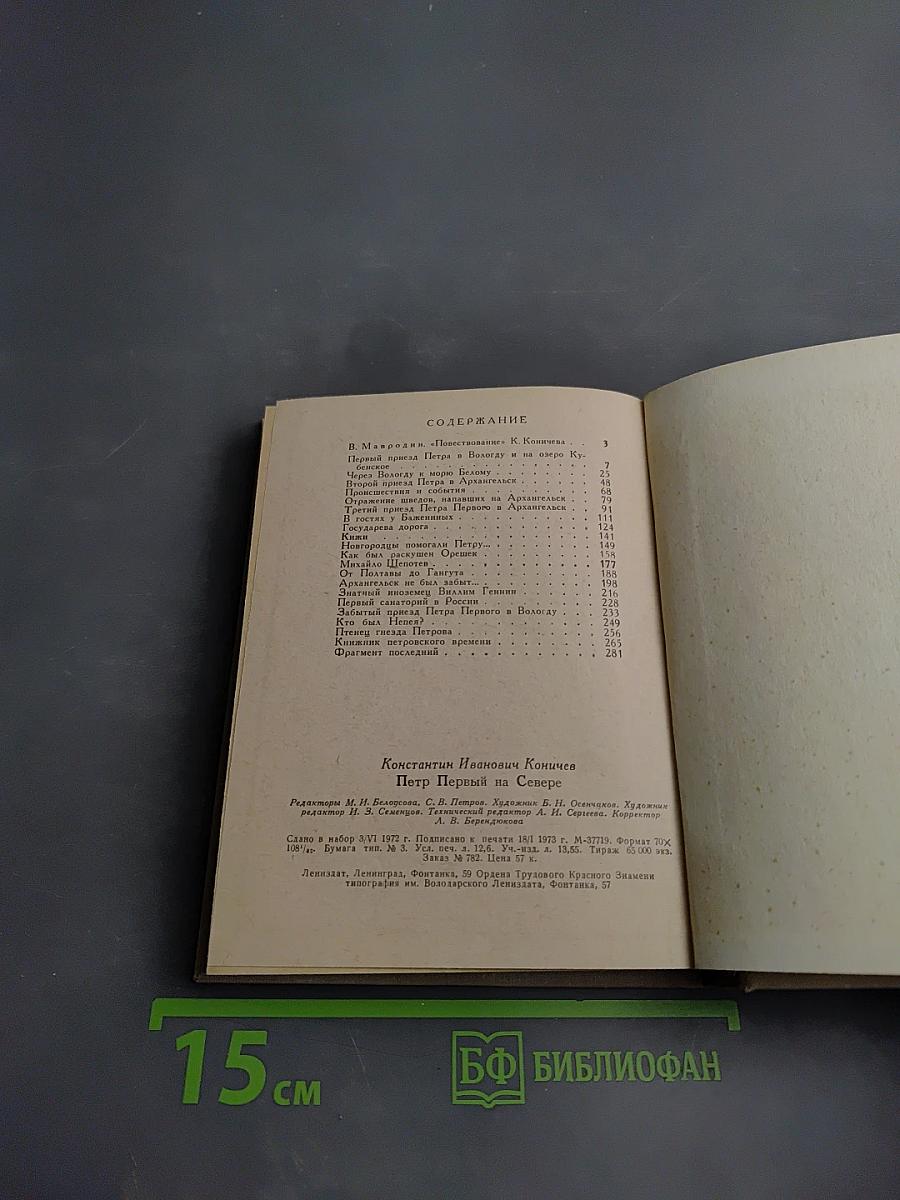 СОДЕРЖАНИЕ
В. Мавродин. «Повествование» К. Коничева . . 3
Первый приезд Петра в Вологду и на озеро Ку-
бенское . . . . . . . . . . . . . . 7
Через Вологду к морю Белому . . . . . . . 25
Второй приезд Петра в Архангельск . . . . . 48
Происшествия и события . . . . . . . . . 68
Отражение шведов, напавших на Архангельск . . 79
Третий приезд Петра Первого в Архангельск . . 91
В гостях у Бажениных . . . . . . . . . . 111
Государева дорога . . . . . . . . . . . . 124
Кижи . . . . . . . . . . . . . . . 141
Новгородцы помогали Петру... . . . . . . . 149
Как был раскушен Орешек . . . . . . . . 158
Михайло Щепотев . . . . . . . . . . . 177
От Полтавы до Гангута . . . . . . . . . 188
Архангельск не был забыт... . . . . . . . . 198
Знатный иноземец Виллим Геннин . . . . . . 216
Первый санаторий в России . . . . . . . . 228
Забытый приезд Петра Первого в Вологду . . . 233
Кто был Непея? . . . . . . . . . . . . 249
Птенец гнезда Петрова . . . . . . . . . . 256
Книжник петровского времени . . . . . . . . 265
Фрагмент последний . . . . . . . . . . . 281
Константин Иванович Коничев
Петр Первый на Севере
Редакторы М. И. Белоусова, С. В. Петров. Художник Б. Н. Осенчаков. Художник
редактор И. З. Семенцов. Технический редактор А. И. Сергеева. Корректор
Л. В. Берендюкова
Сдано в набор 3/VI 1972 г. Подписано к печати 18/I 1973 г. М-37719. Формат 70×
108¹/₃₂. Бумага тип. № 3. Усл. печ. л. 12,6. Уч.-изд. л. 13,55. Тираж 65 000 экз.
Заказ № 782. Цена 57 к.
Лениздат, Ленинград, Фонтанка, 59 Ордена Трудового Красного Знамени
типография им. Володарского Лениздата, Фонтанка, 57
15 см
БФ БИБЛИОФАН